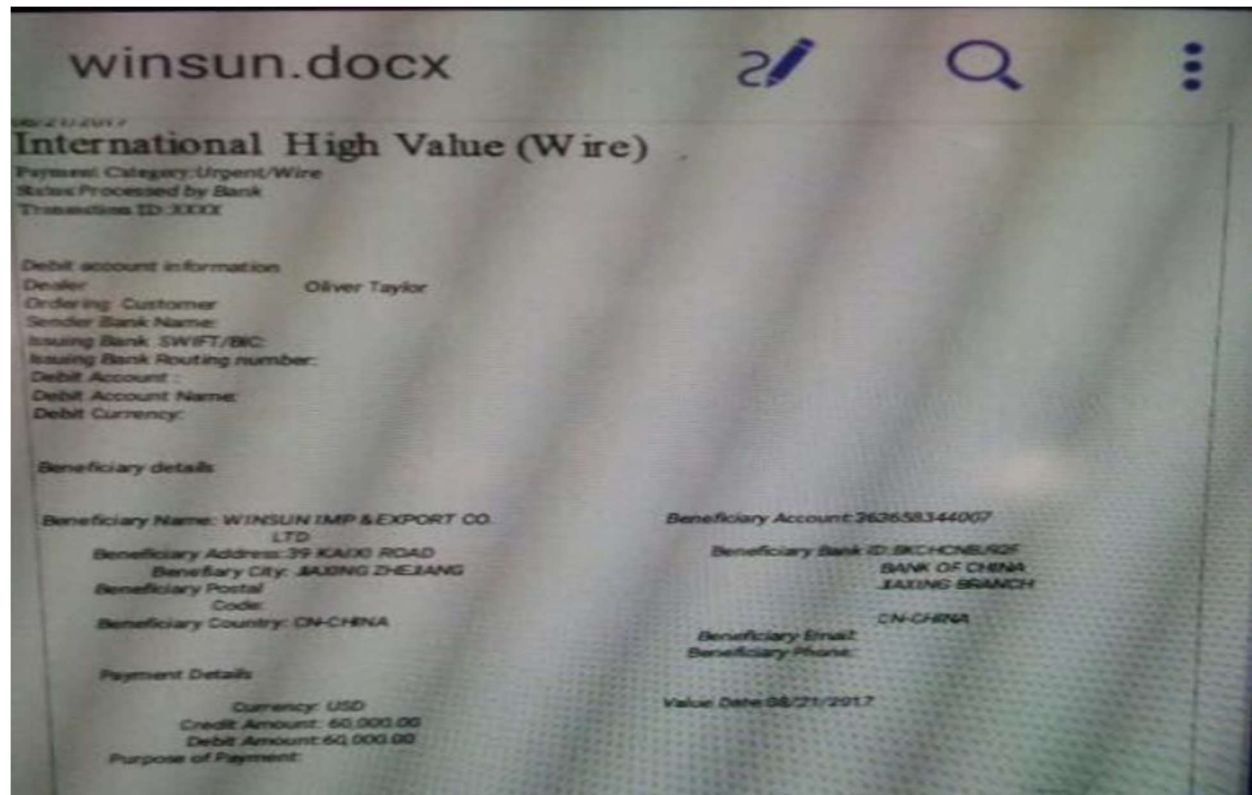 winsun.docx
08/21/2017
International High Value (Wire)
Payment Category:Urgent/Wire
Status:Processed by Bank
Transaction ID:XXXX
Debit account information
Dealer Oliver Taylor
Ordering Customer
Sender Bank Name:
Issuing Bank SWIFT/BIC:
Issuing Bank Routing number:
Debit Account :
Debit Account Name:
Debit Currency:
Beneficiary details
Beneficiary Name: WINSUN IMP & EXPORT CO. Beneficiary Account:363658344007
LTD
Beneficiary Address:39 KAIXI ROAD Beneficiary Bank ID:BKCHCNBJ92F
Benefiary City: JIAXING ZHEJIANG BANK OF CHINA
Beneficiary Postal JIAXING BRANCH
Code:
Beneficiary Country: CN-CHINA CN-CHINA
Beneficiary Email:
Beneficiary Phone:
Payment Details
Currency: USD Value Date:08/21/2017
Credit Amount: 60,000.00
Debit Amount:60,000.00
Purpose of Payment: